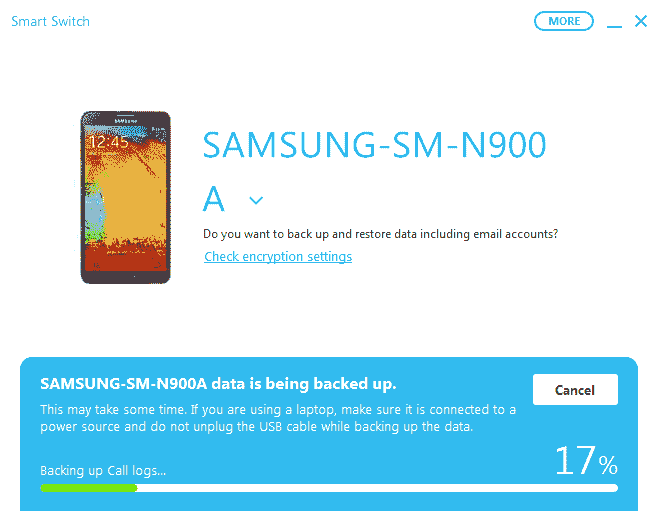 Smart Switch
MORE
12:45
SAMSUNG-SM-N900
A
Do you want to back up and restore data including email accounts?
Check encryption settings
SAMSUNG-SM-N900A data is being backed up.
Cancel
This may take some time. If you are using a laptop, make sure it is connected to a
power source and do not unplug the USB cable while backing up the data.
17%
Backing up Call logs...